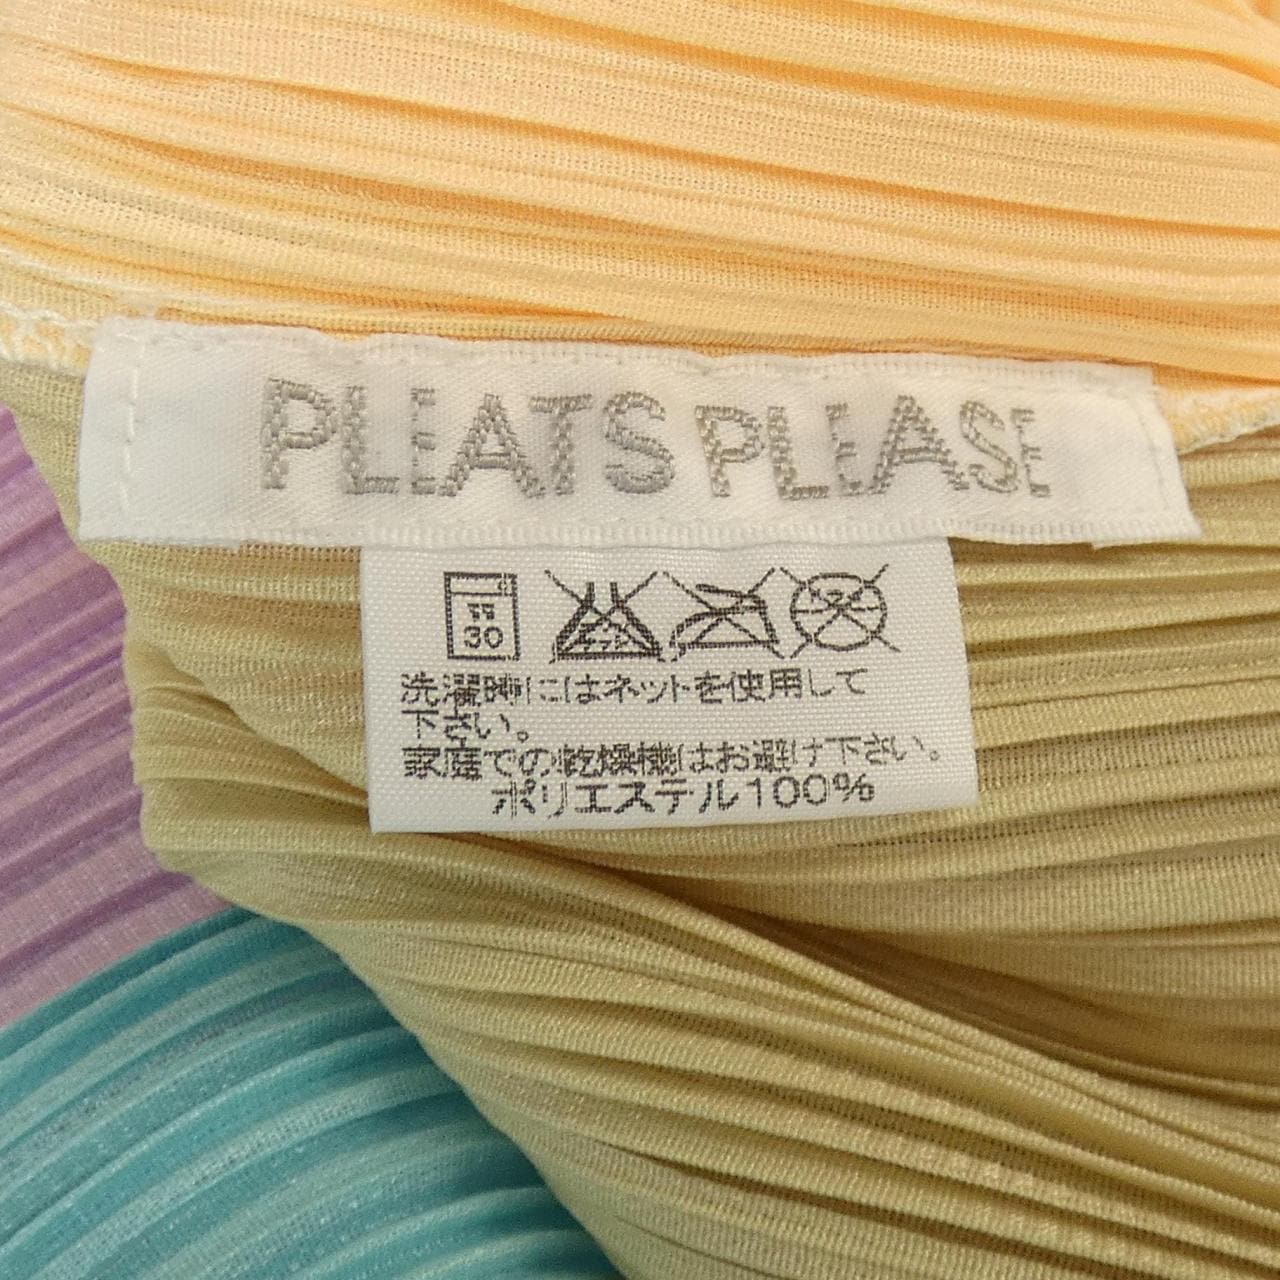 PLEATS PLEASE
30
洗濯時にはネットを使用して
下さい。
家庭での乾燥機はお避け下さい。
ポリエステル100%